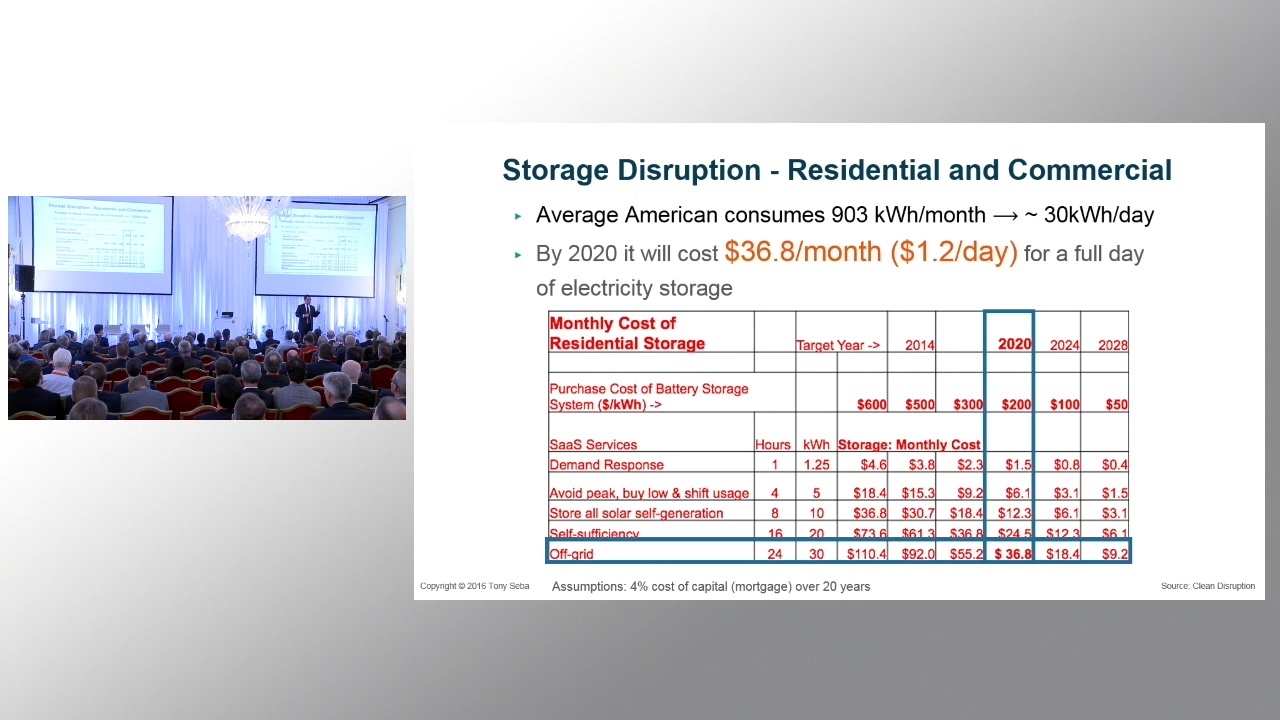 Storage Disruption - Residential and Commercial
Average American consumes 903 kWh/month → ~ 30kWh/day
By 2020 it will cost $36.8/month ($1.2/day) for a full day
of electricity storage
Monthly Cost of
Residential Storage Target Year -> 2014 2020 2024 2028
Purchase Cost of Battery Storage
System ($/kWh) -> $600 $500 $300 $200 $100 $50
SaaS Services Hours kWh Storage: Monthly Cost
Demand Response 1 1.25 $4.6 $3.8 $2.3 $1.5 $0.8 $0.4
Avoid peak, buy low & shift usage 4 5 $18.4 $15.3 $9.2 $6.1 $3.1 $1.5
Store all solar self-generation 8 10 $36.8 $30.7 $18.4 $12.3 $6.1 $3.1
Self-sufficiency 16 20 $73.6 $61.3 $36.8 $24.5 $12.3 $6.1
Off-grid 24 30 $110.4 $92.0 $55.2 $ 36.8 $18.4 $9.2
Copyright © 2016 Tony Seba Assumptions: 4% cost of capital (mortgage) over 20 years Source: Clean Disruption